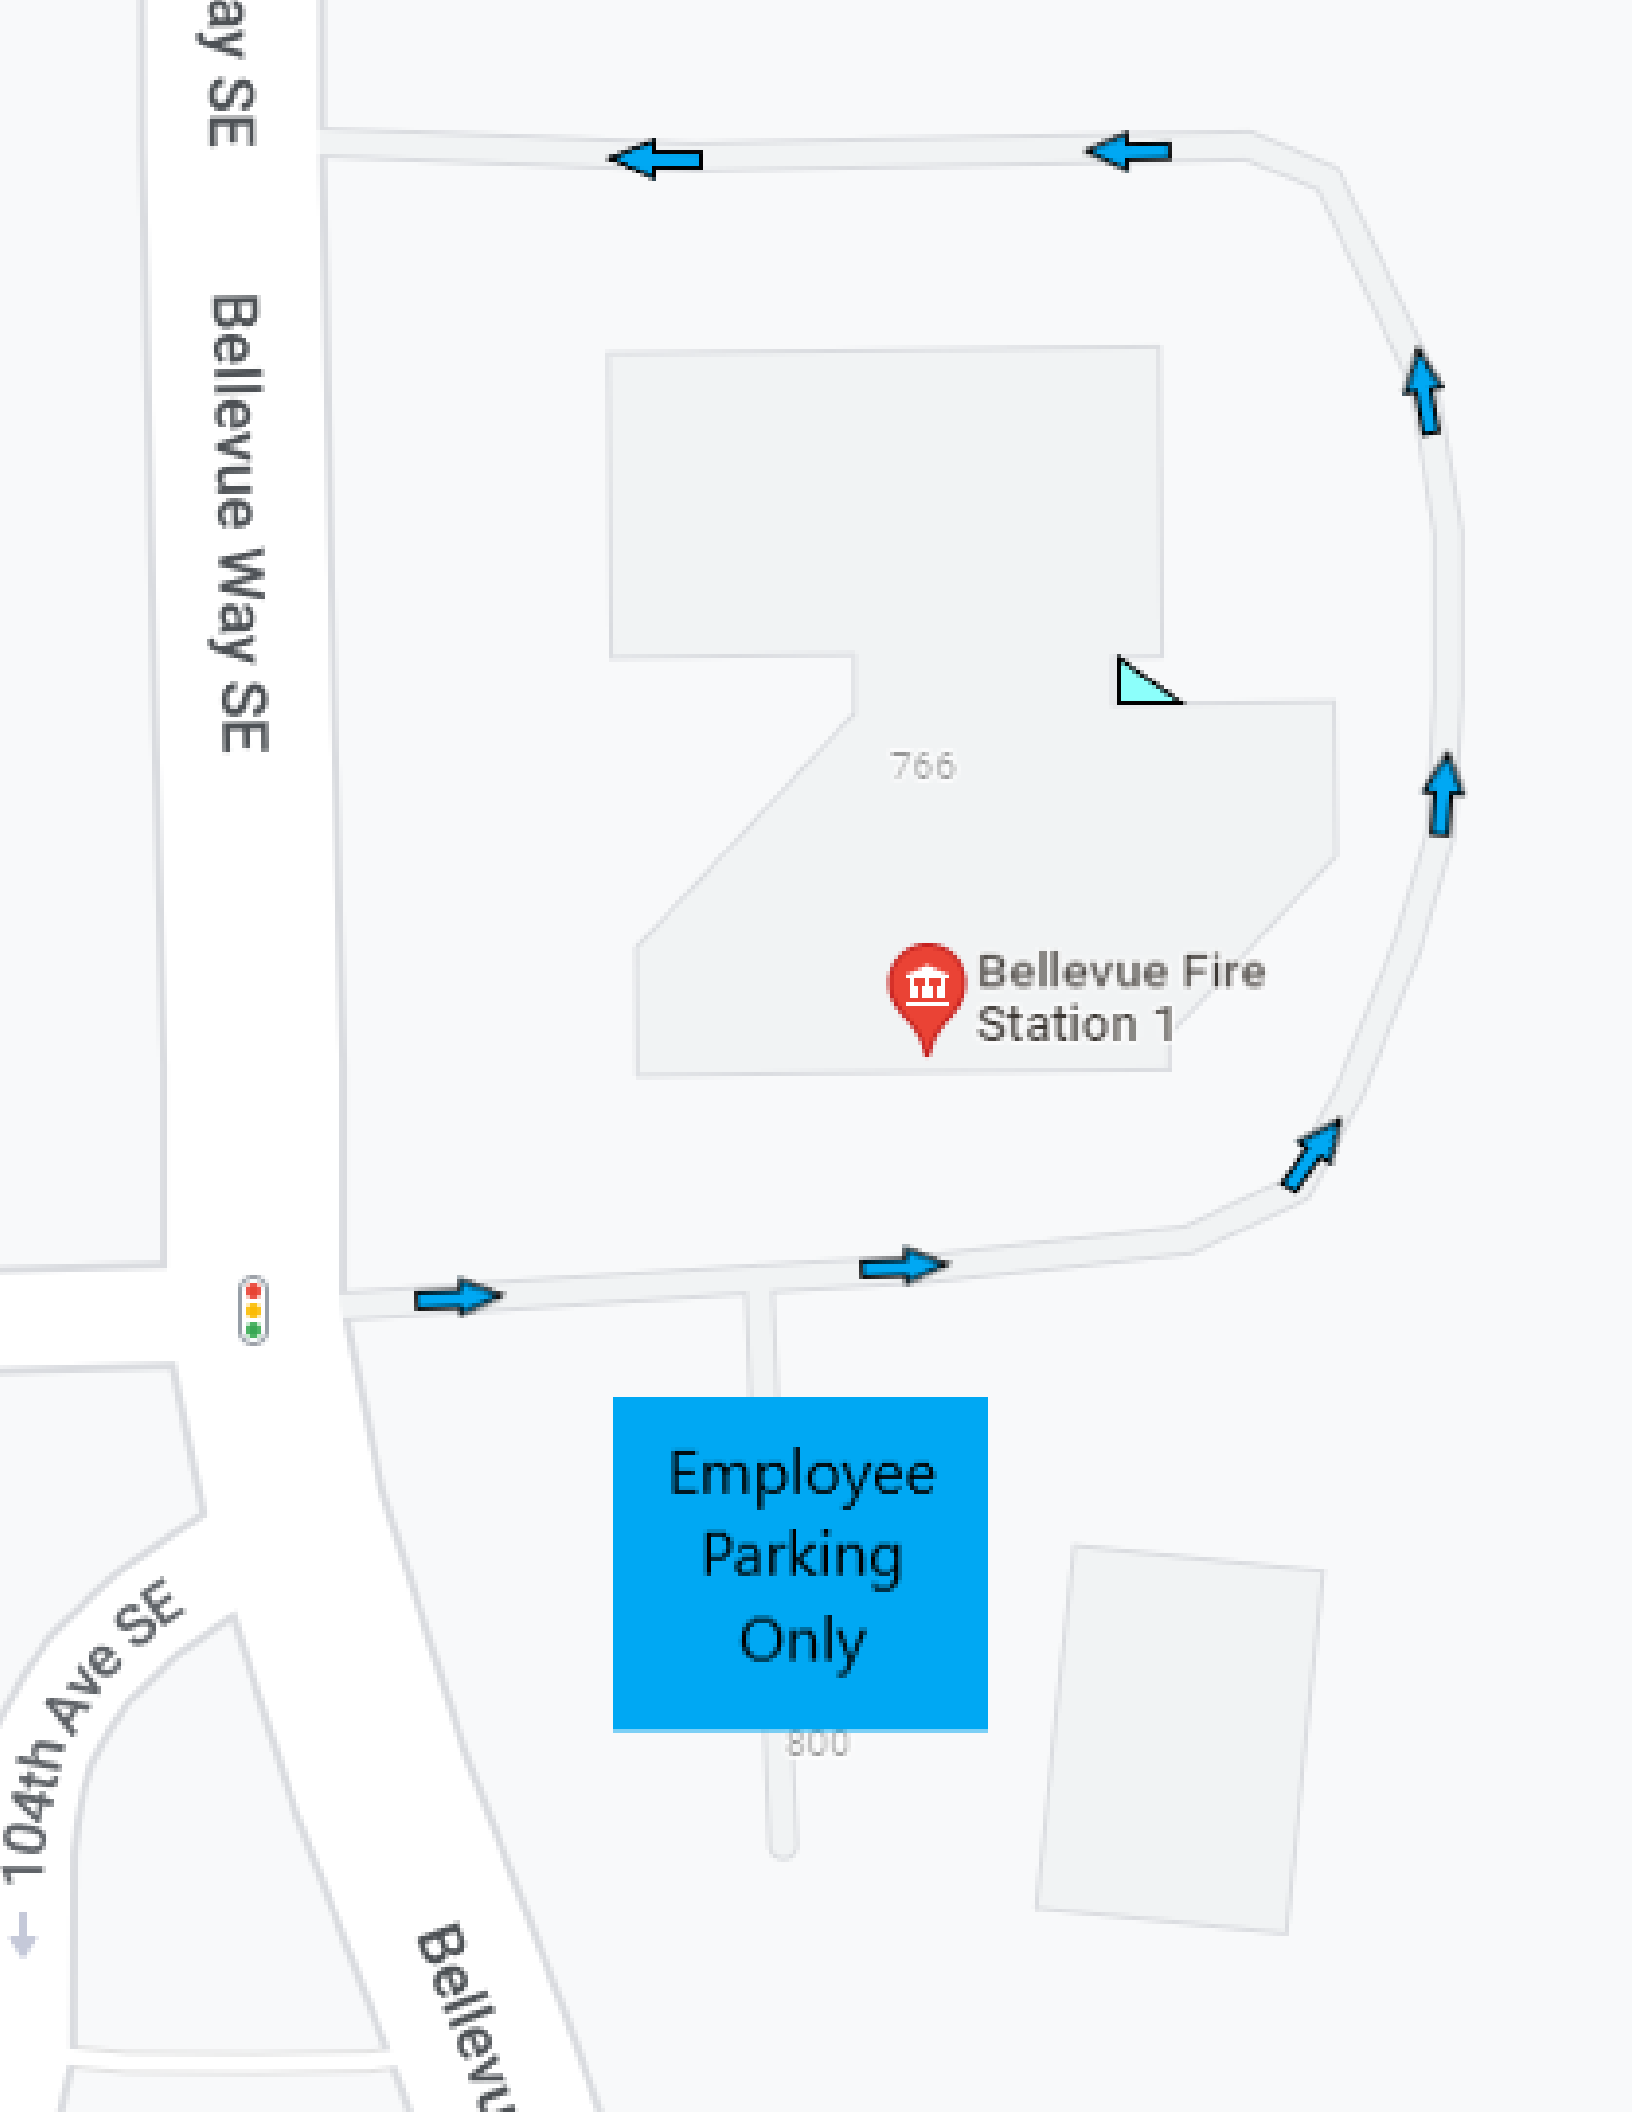 ay SE
Bellevue Way SE
766
Bellevue Fire
Station 1
Employee
Parking
Only
800
104th Ave SE
Bellevu